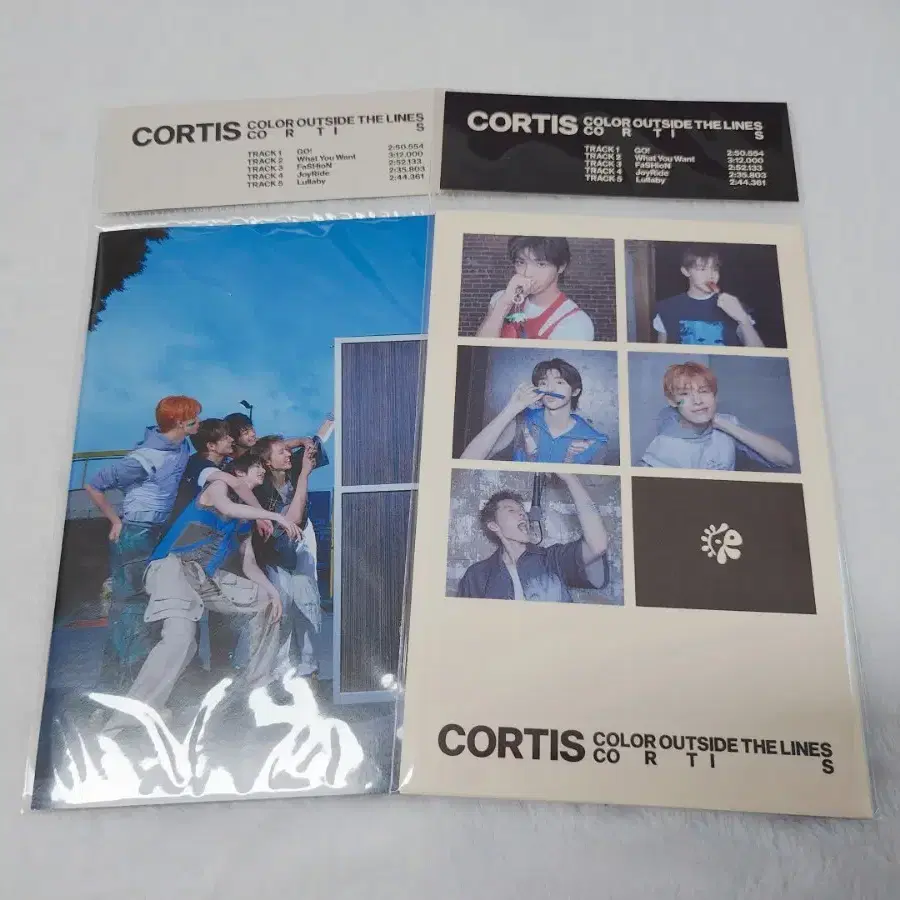 CORTIS COLOR OUTSIDE THE LINES
CO R TI S
TRACK 1 GO! 2:50.554
TRACK 2 What You Want 3:12.000
TRACK 3 FaSHioN 2:52.133
TRACK 4 JoyRide 2:35.803
TRACK 5 Lullaby 2:44.361
CORTIS COLOR OUTSIDE THE LINES
CO R TI S
TRACK 1 GO! 2:50.554
TRACK 2 What You Want 3:12.000
TRACK 3 FaSHioN 2:52.133
TRACK 4 JoyRide 2:35.803
TRACK 5 Lullaby 2:44.361
CORTIS COLOR OUTSIDE THE LINES
CO R TI S